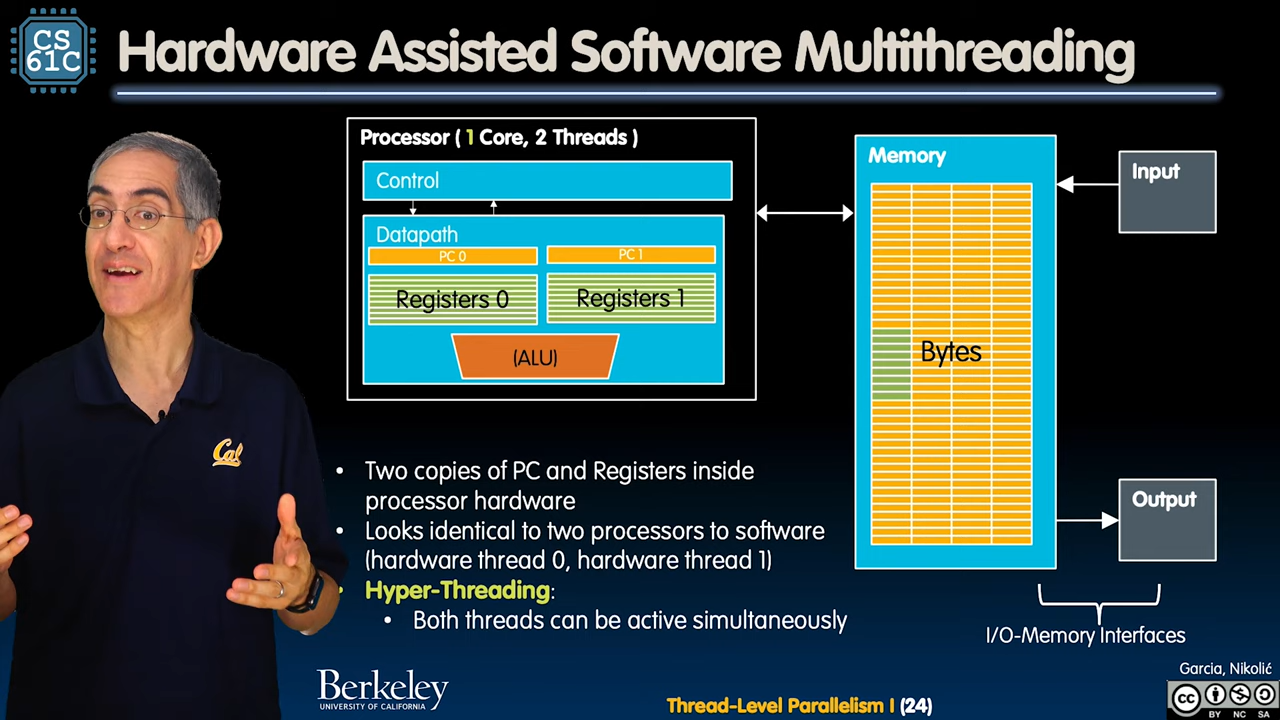 CS
61C
Hardware Assisted Software Multithreading
Processor ( 1 Core, 2 Threads )
Control
Datapath
PC 0
PC 1
Registers 0
Registers 1
(ALU)
Memory
Bytes
Input
Output
I/O-Memory Interfaces
• Two copies of PC and Registers inside
processor hardware
• Looks identical to two processors to software
(hardware thread 0, hardware thread 1)
• Hyper-Threading:
• Both threads can be active simultaneously
Cal
Berkeley
UNIVERSITY OF CALIFORNIA
Thread-Level Parallelism I (24)
Garcia, Nikolić
cc
BY NC SA